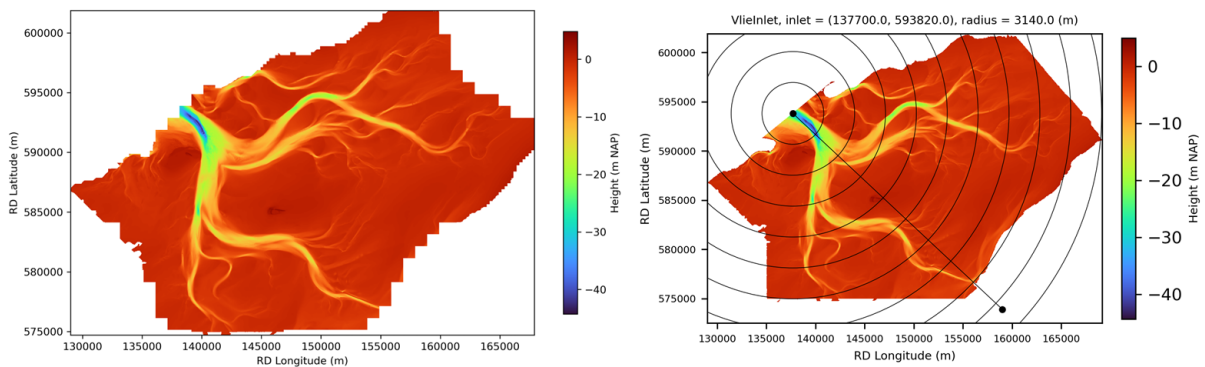 600000
595000
590000
585000
580000
575000
RD Latitude (m)
130000 135000 140000 145000 150000 155000 160000 165000
RD Longitude (m)
0
−10
−20
−30
−40
Height (m NAP)
VlieInlet, inlet = (137700.0, 593820.0), radius = 3140.0 (m)
600000
595000
590000
585000
580000
575000
RD Latitude (m)
130000 135000 140000 145000 150000 155000 160000 165000
RD Longitude (m)
0
−10
−20
−30
−40
Height (m NAP)